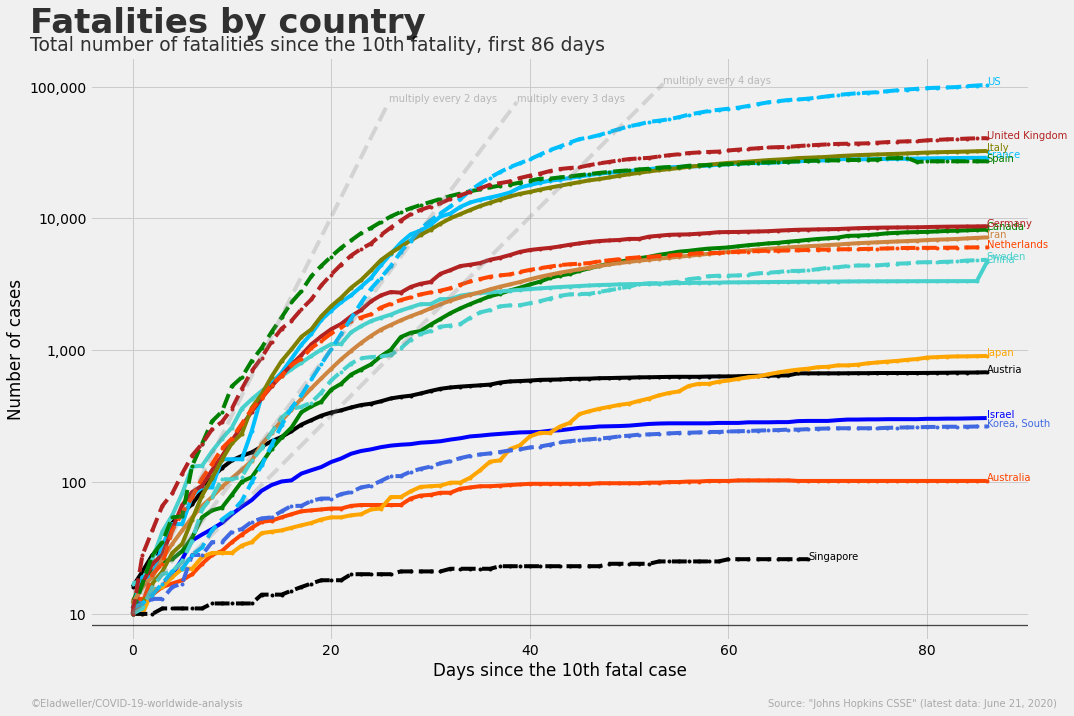 Fatalities by country
Total number of fatalities since the 10th fatality, first 86 days
multiply every 2 days
multiply every 3 days
multiply every 4 days
US
United Kingdom
Italy
France
Spain
Germany
Canada
Iran
Netherlands
Sweden
China
Japan
Austria
Israel
Korea, South
Australia
Singapore
Number of cases
100,000
10,000
1,000
100
10
0
20
40
60
80
Days since the 10th fatal case
©Eladweller/COVID-19-worldwide-analysis
Source: "Johns Hopkins CSSE" (latest data: June 21, 2020)